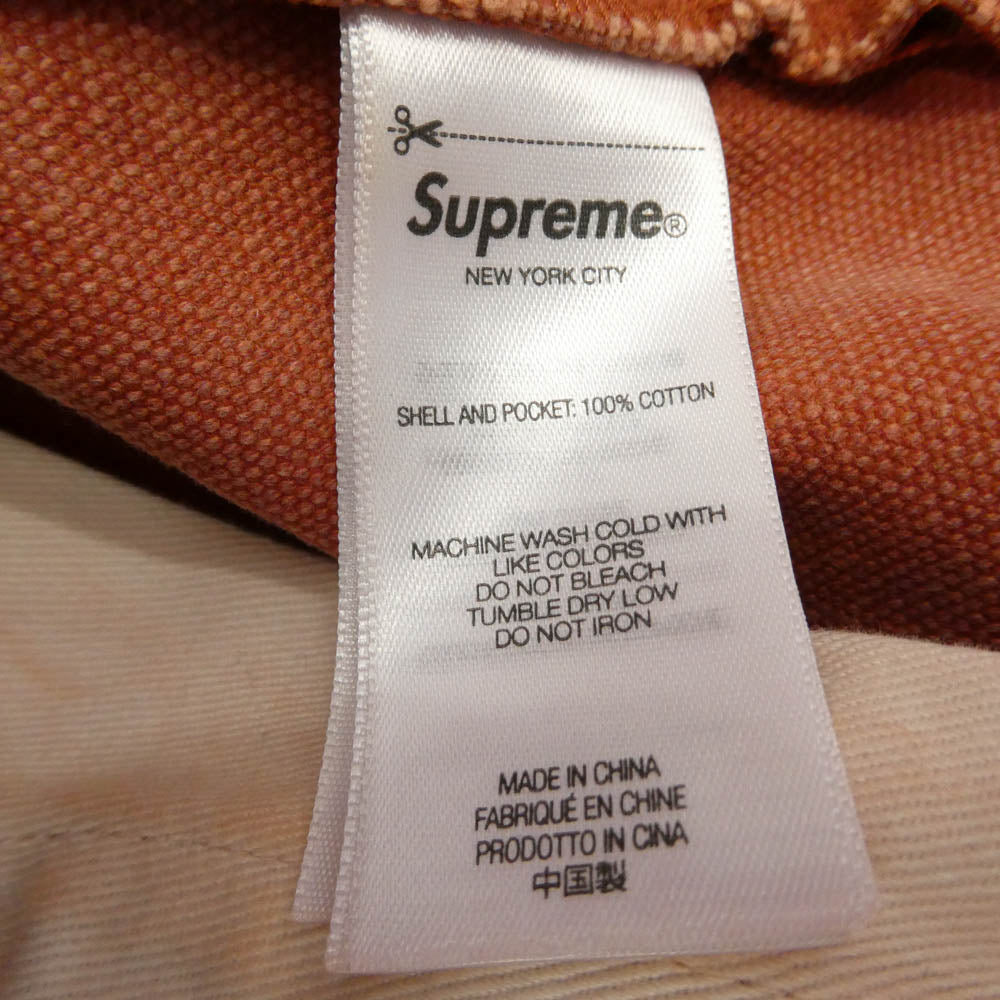 Supreme®
NEW YORK CITY
SHELL AND POCKET: 100% COTTON
MACHINE WASH COLD WITH
LIKE COLORS
DO NOT BLEACH
TUMBLE DRY LOW
DO NOT IRON
MADE IN CHINA
FABRIQUÉ EN CHINE
PRODOTTO IN CINA
中国製